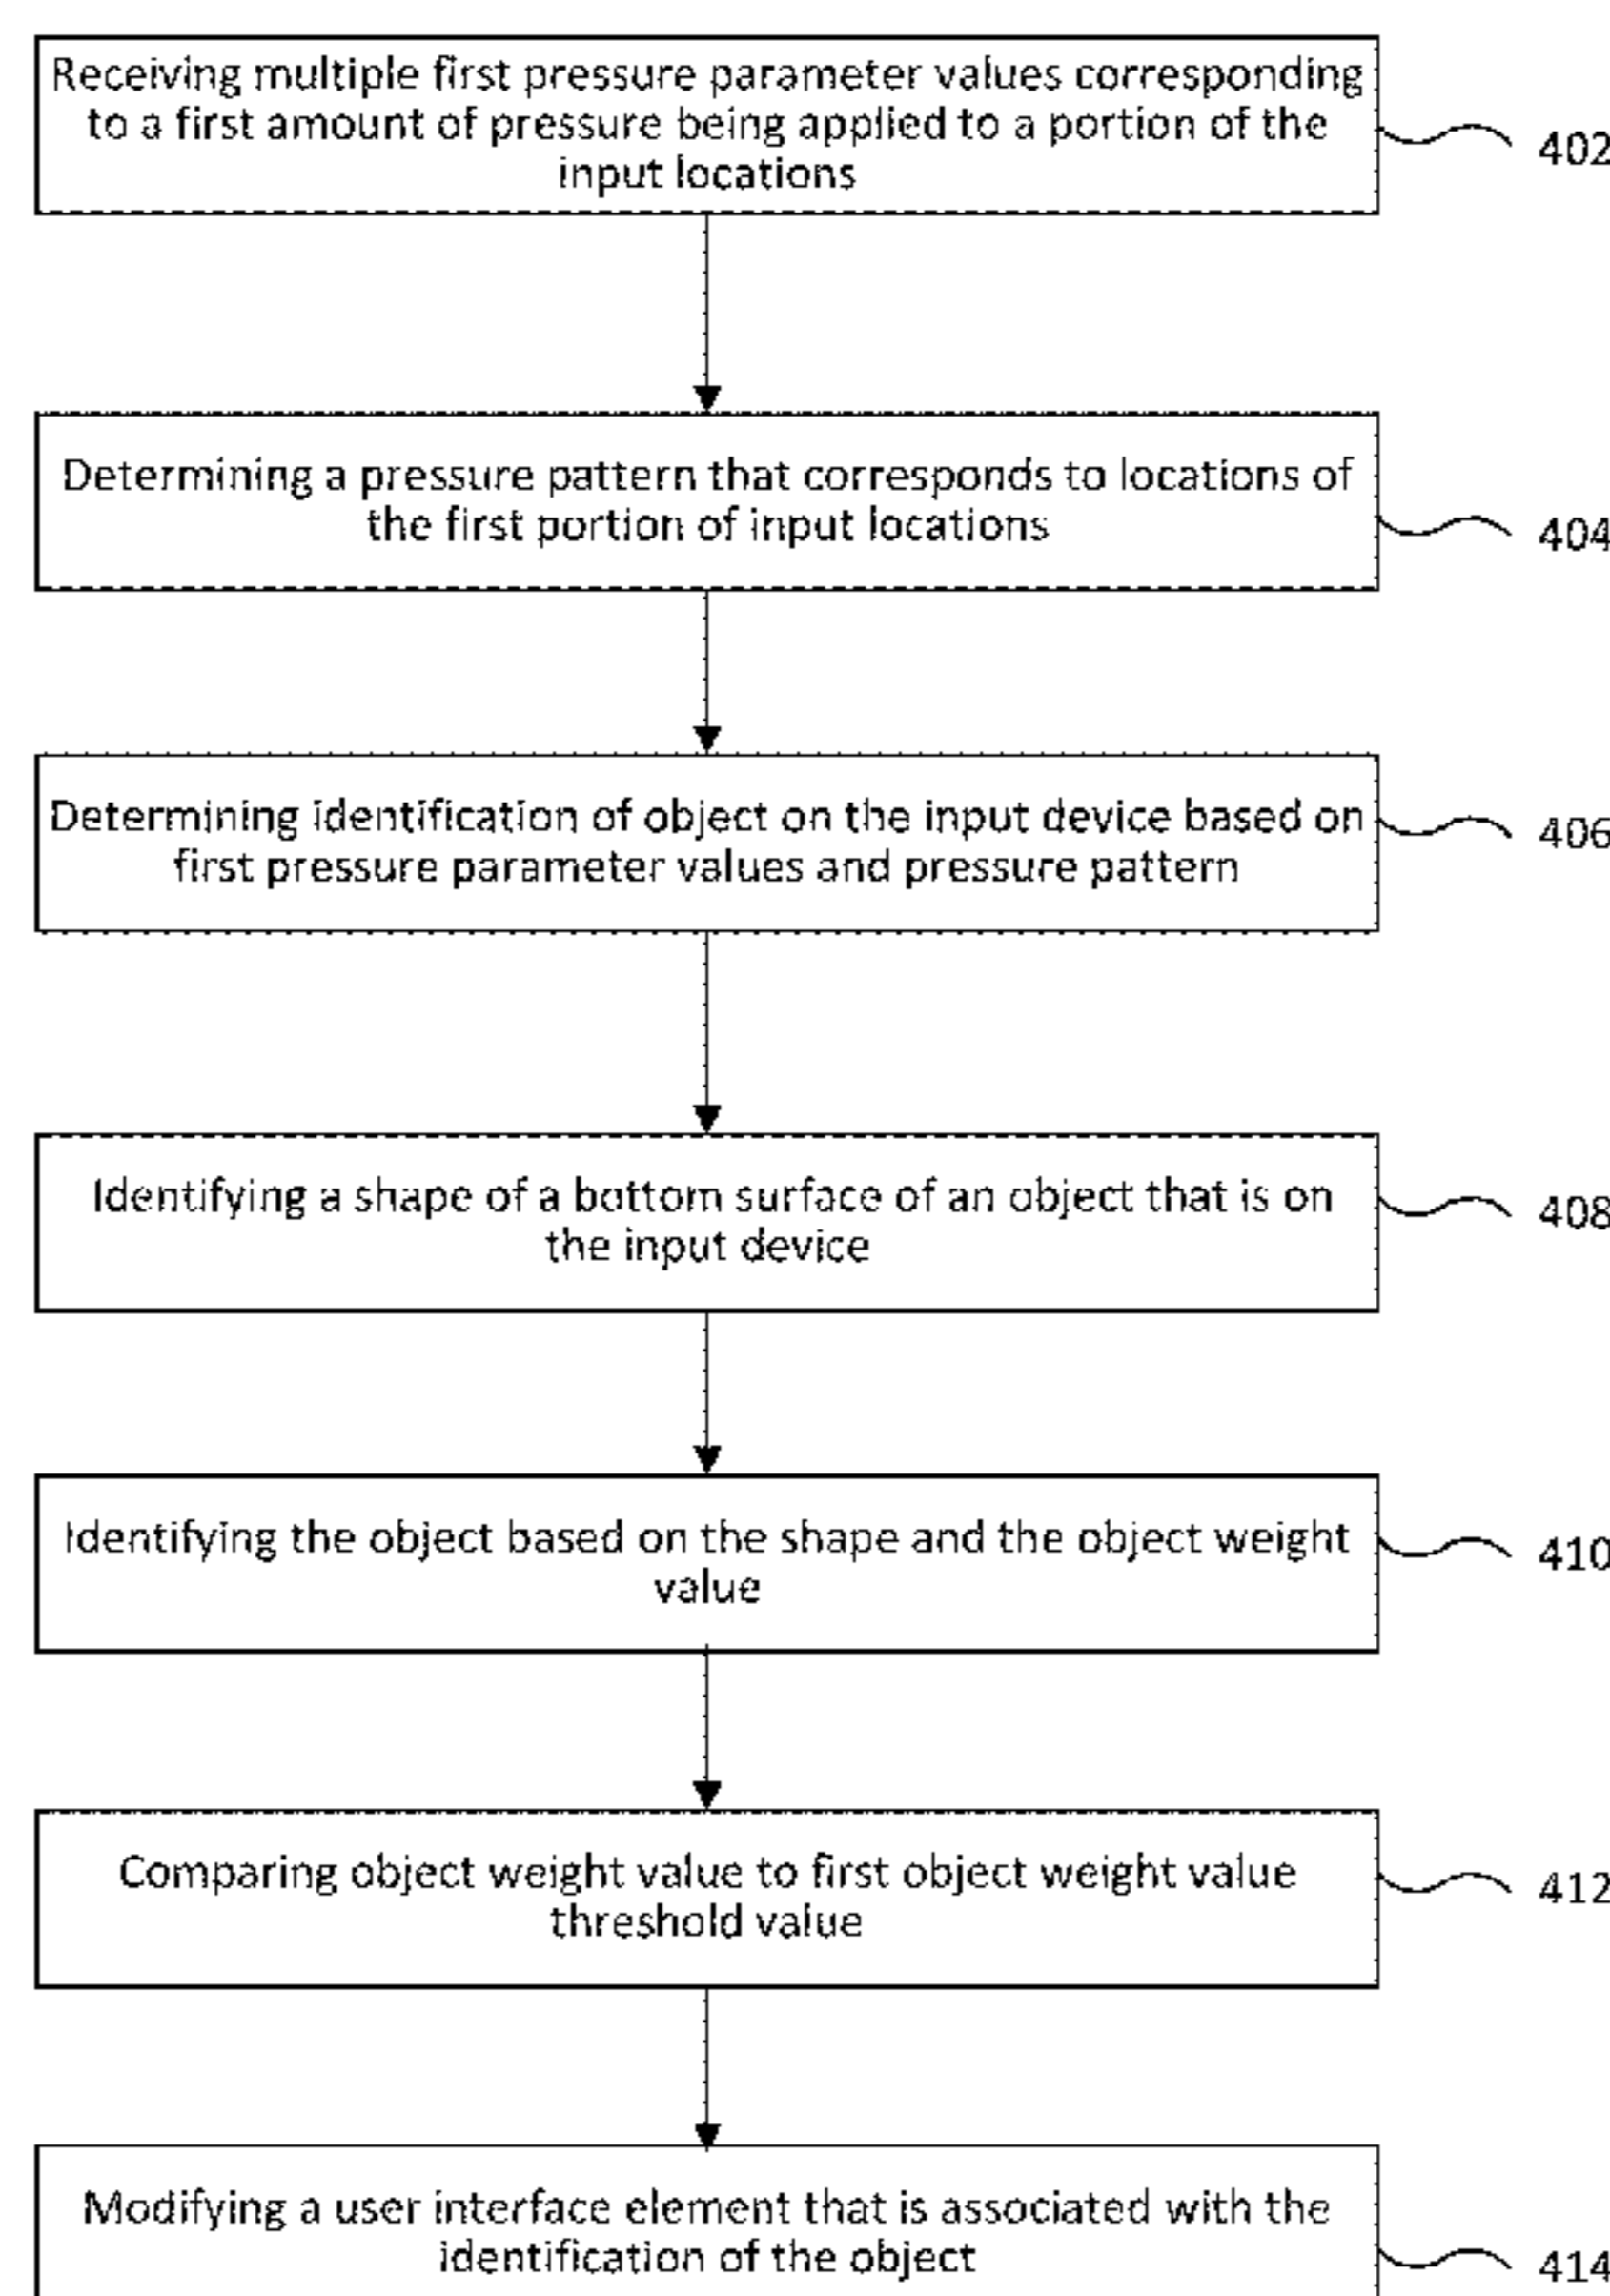 Receiving multiple first pressure parameter values corresponding
to a first amount of pressure being applied to a portion of the
input locations
402
Determining a pressure pattern that corresponds to locations of
the first portion of input locations
404
Determining identification of object on the input device based on
first pressure parameter values and pressure pattern
406
Identifying a shape of a bottom surface of an object that is on
the input device
408
Identifying the object based on the shape and the object weight
value
410
Comparing object weight value to first object weight value
threshold value
412
Modifying a user interface element that is associated with the
identification of the object
414